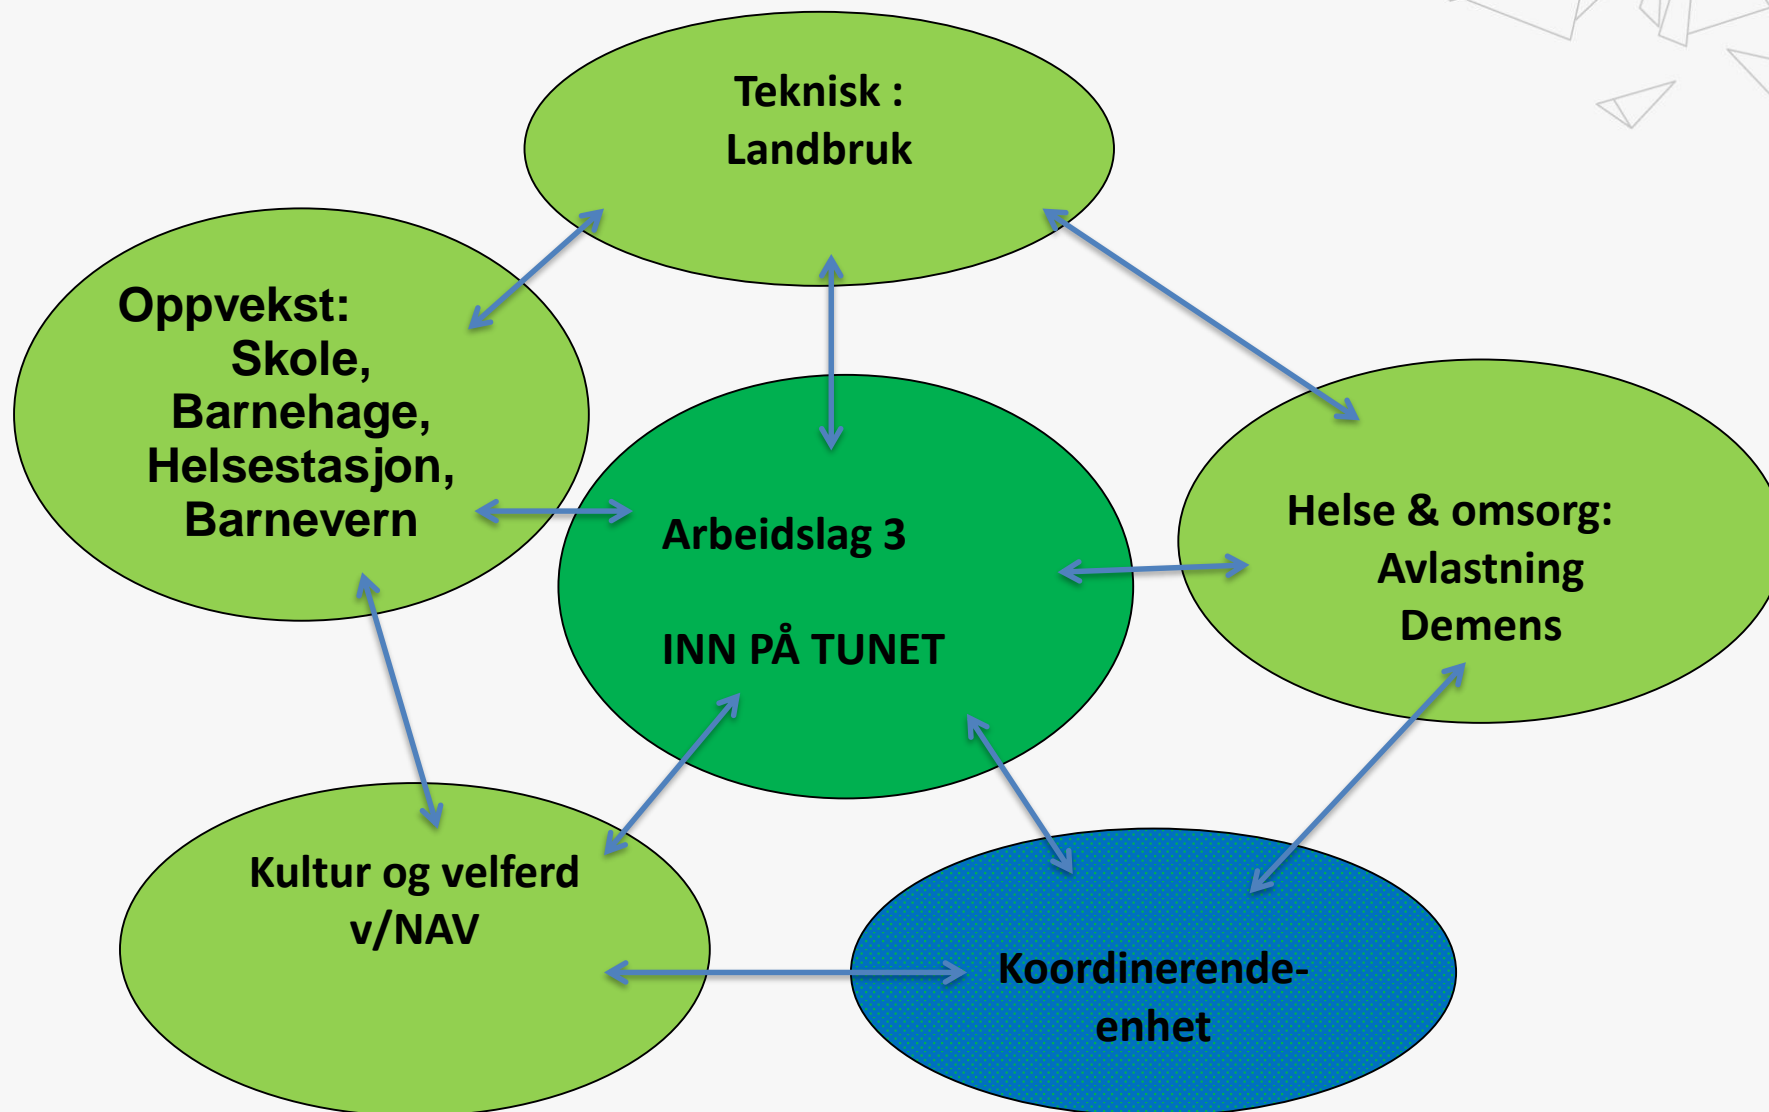 Teknisk :
Landbruk
Oppvekst:
Skole,
Barnehage,
Helsestasjon,
Barnevern
Arbeidslag 3
INN PÅ TUNET
Helse & omsorg:
Avlastning
Demens
Kultur og velferd
v/NAV
Koordinerende-
enhet